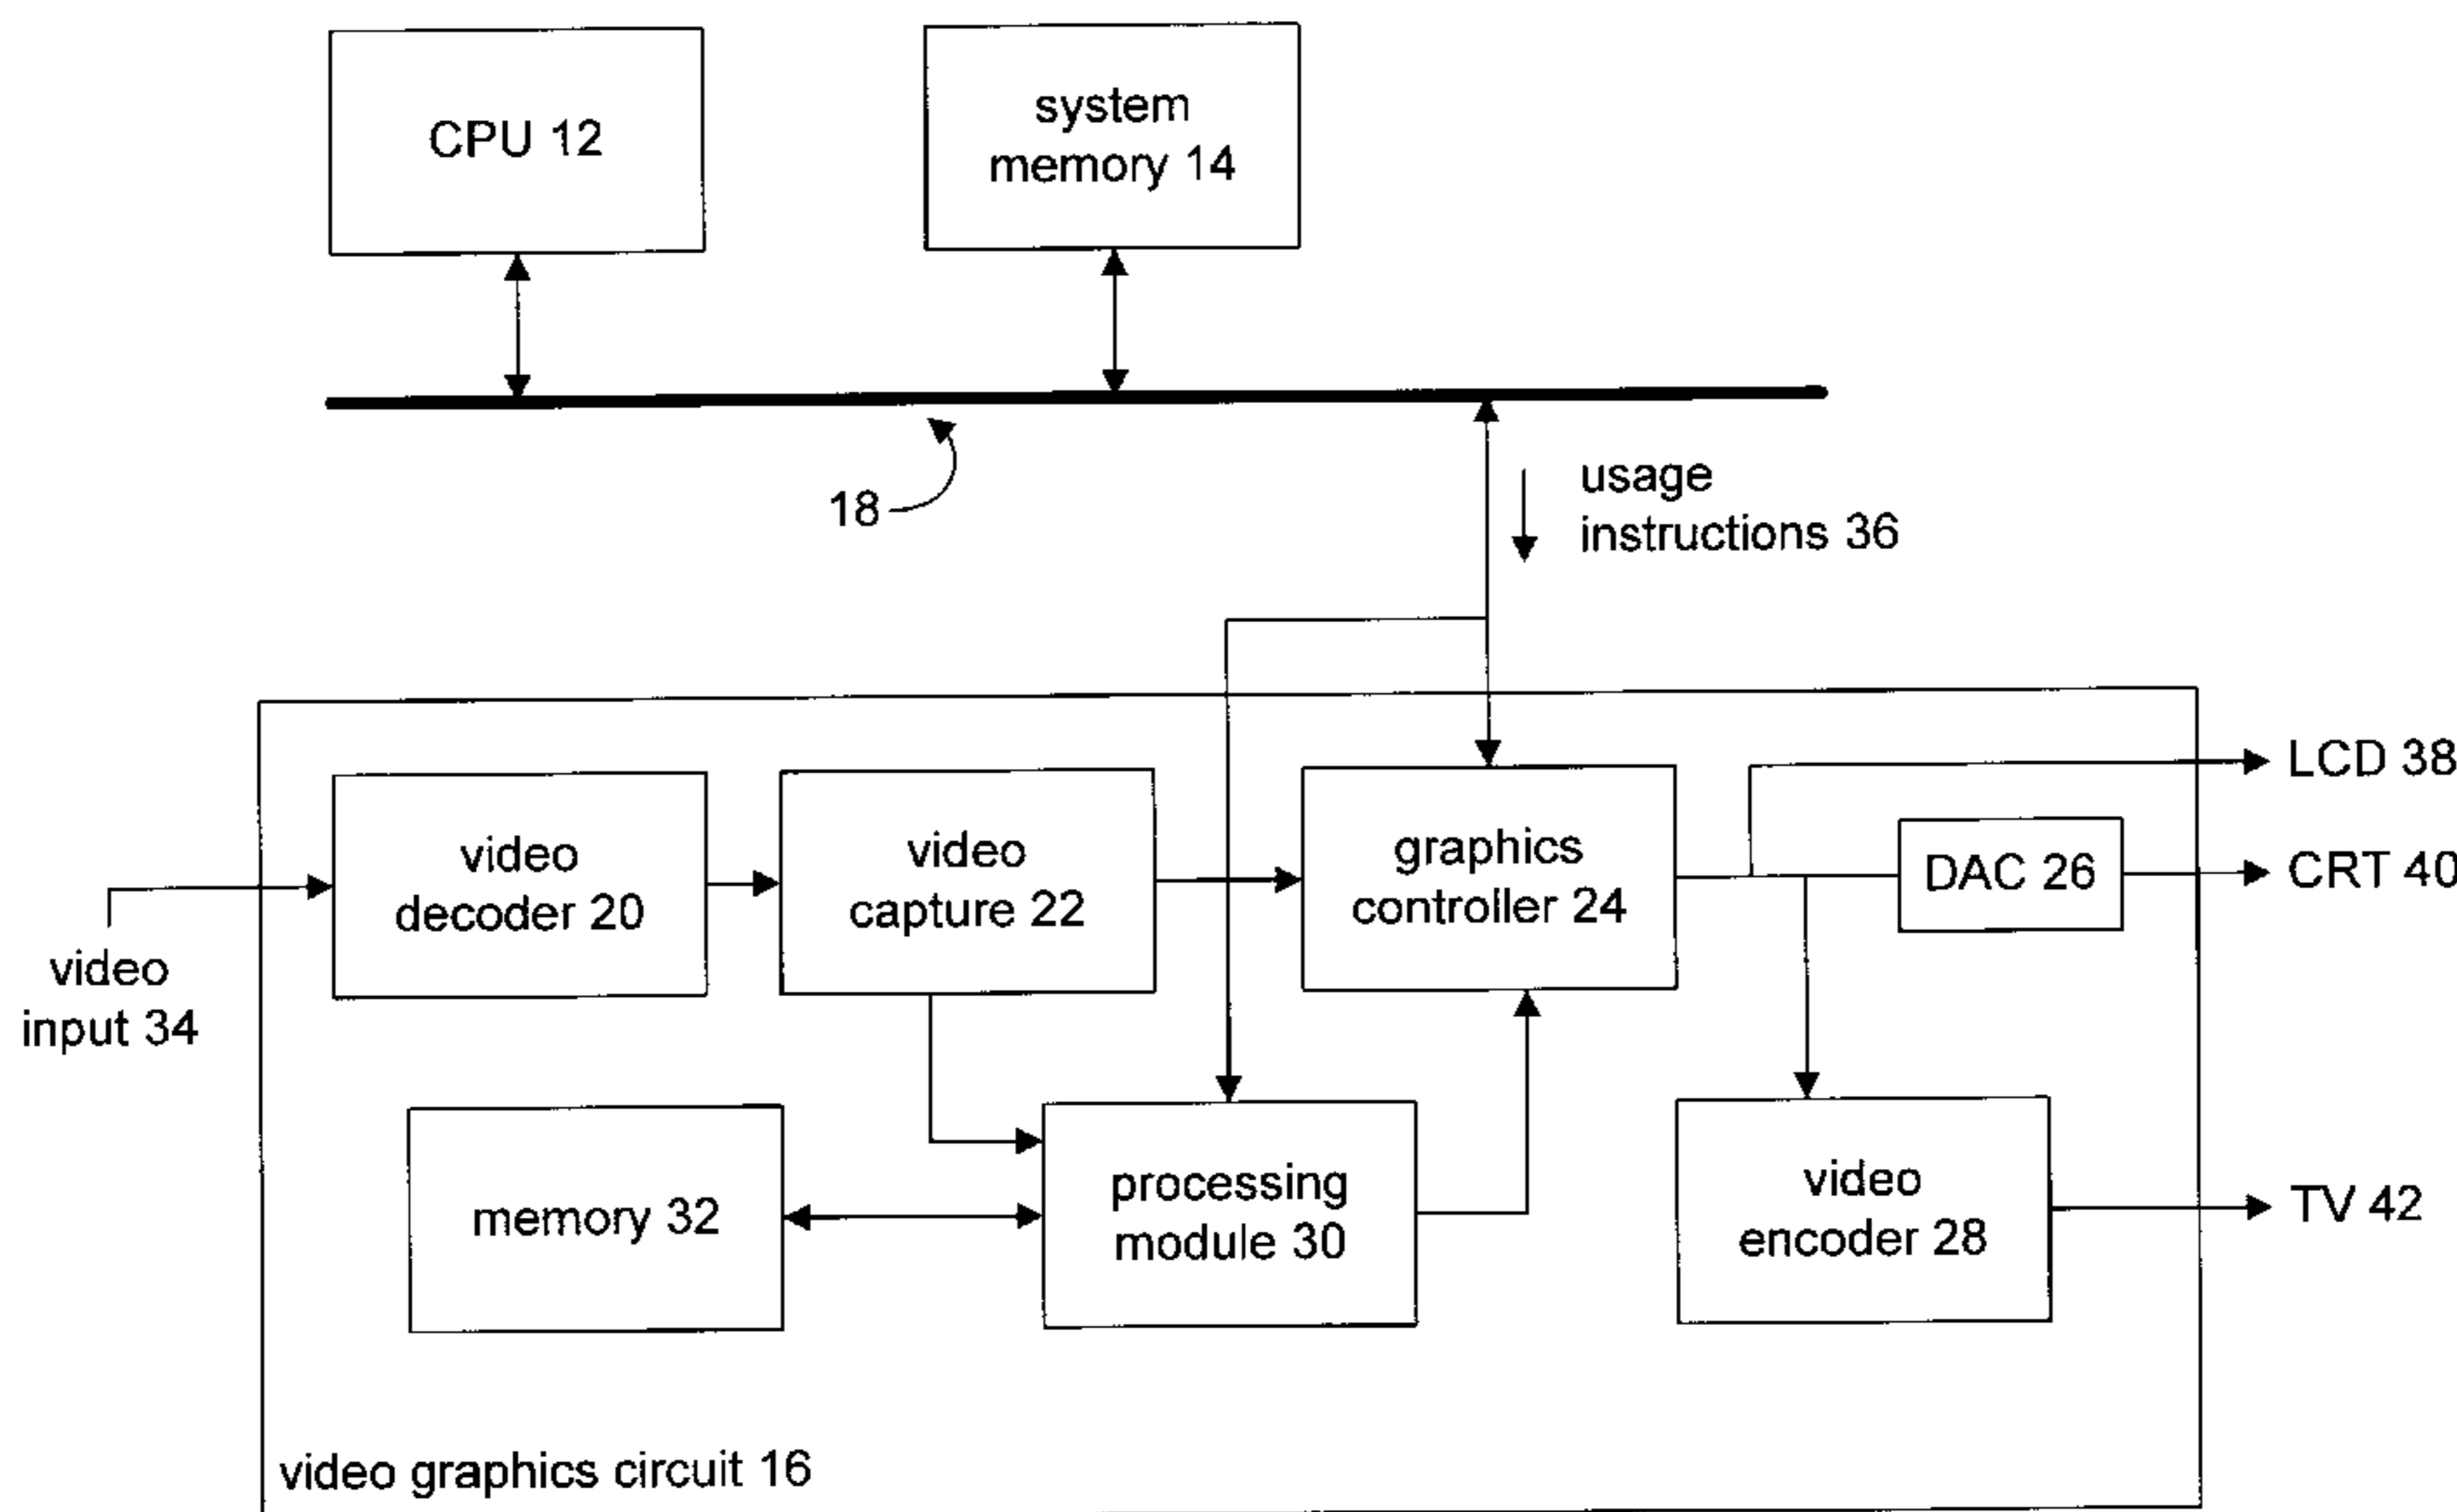 CPU 12
system
memory 14
18
usage
instructions 36
LCD 38
video
decoder 20
video
capture 22
graphics
controller 24
DAC 26
CRT 40
video
input 34
memory 32
processing
module 30
video
encoder 28
TV 42
video graphics circuit 16